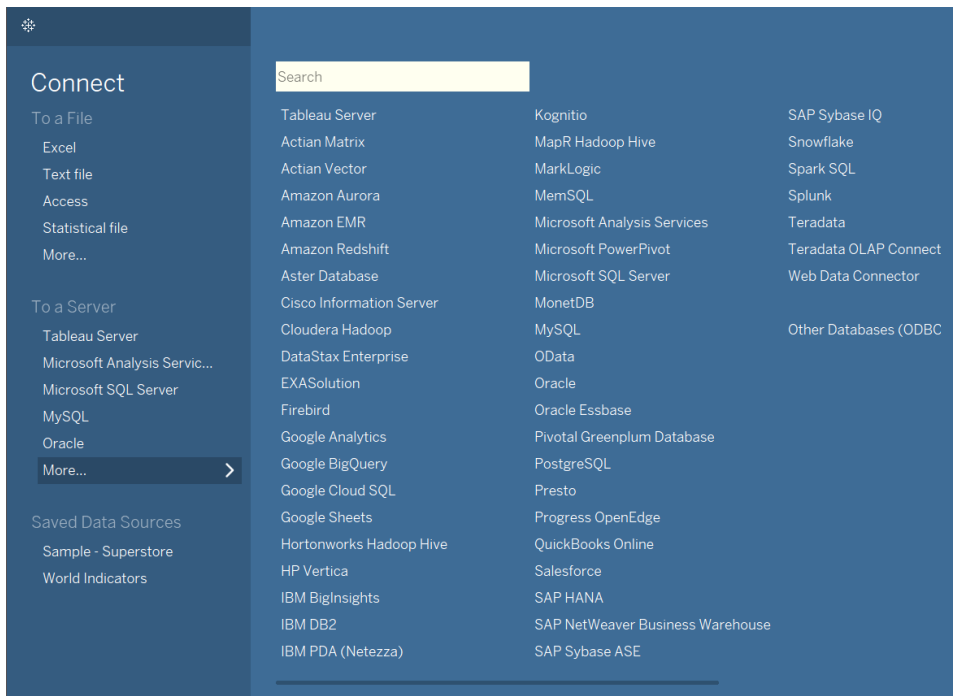 Connect
To a File
Excel
Text file
Access
Statistical file
More...
To a Server
Tableau Server
Microsoft Analysis Servic...
Microsoft SQL Server
MySQL
Oracle
More...
Saved Data Sources
Sample - Superstore
World Indicators
Search
Tableau Server
Actian Matrix
Actian Vector
Amazon Aurora
Amazon EMR
Amazon Redshift
Aster Database
Cisco Information Server
Cloudera Hadoop
DataStax Enterprise
EXASolution
Firebird
Google Analytics
Google BigQuery
Google Cloud SQL
Google Sheets
Hortonworks Hadoop Hive
HP Vertica
IBM BigInsights
IBM DB2
IBM PDA (Netezza)
Kognitio
MapR Hadoop Hive
MarkLogic
MemSQL
Microsoft Analysis Services
Microsoft PowerPivot
Microsoft SQL Server
MonetDB
MySQL
OData
Oracle
Oracle Essbase
Pivotal Greenplum Database
PostgreSQL
Presto
Progress OpenEdge
QuickBooks Online
Salesforce
SAP HANA
SAP NetWeaver Business Warehouse
SAP Sybase ASE
SAP Sybase IQ
Snowflake
Spark SQL
Splunk
Teradata
Teradata OLAP Connect
Web Data Connector
Other Databases (ODBC